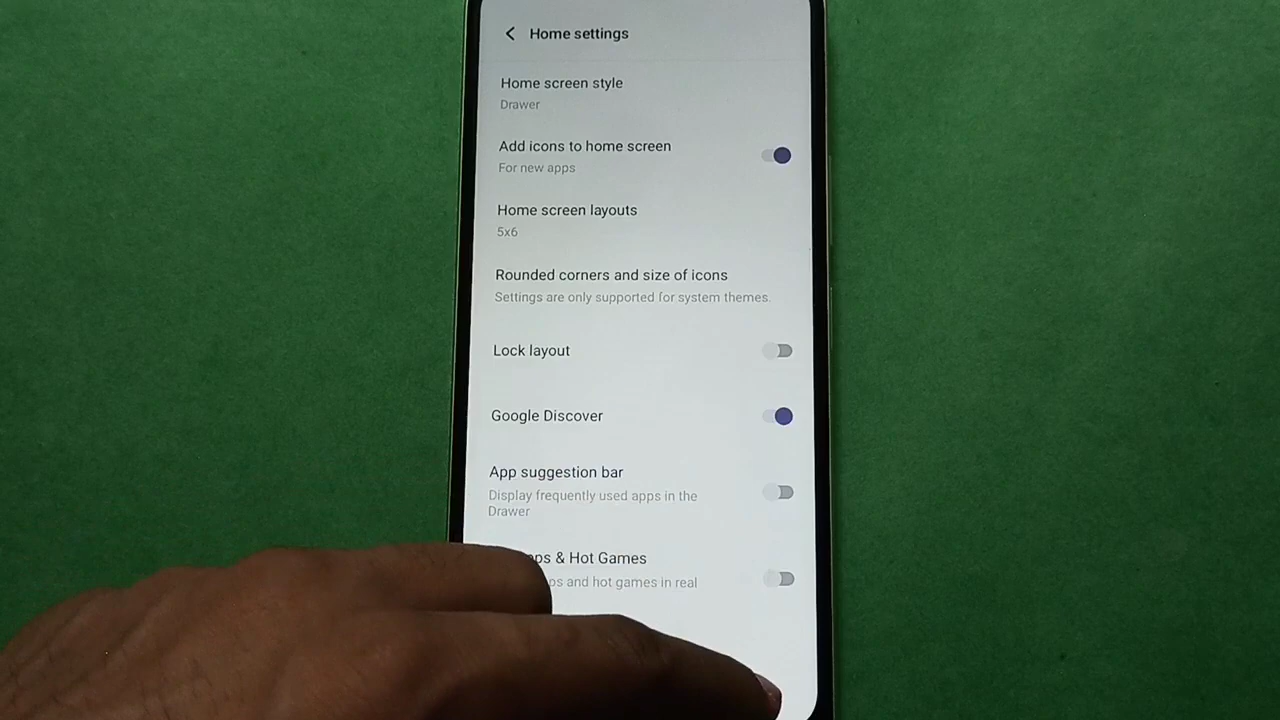 Home settings
Home screen style
Drawer
Add icons to home screen
For new apps
Home screen layouts
5x6
Rounded corners and size of icons
Settings are only supported for system themes.
Lock layout
Google Discover
App suggestion bar
Display frequently used apps in the
Drawer
& Hot Games
and hot games in real